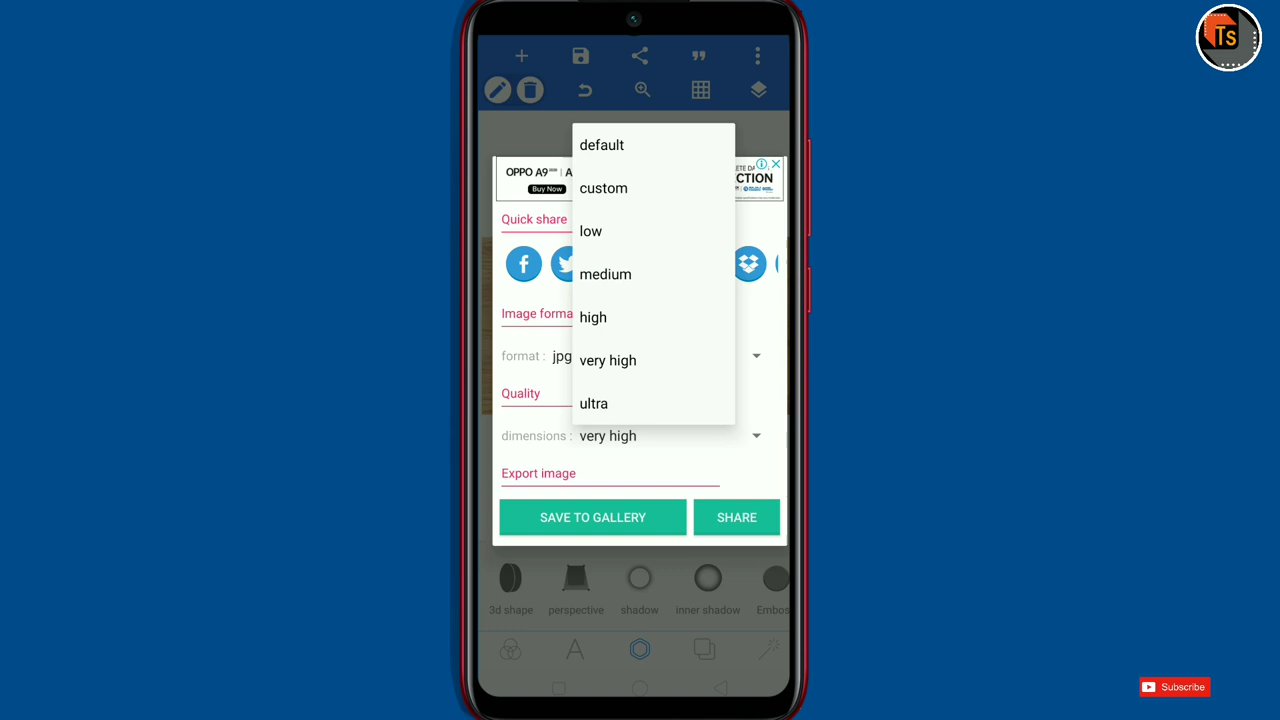 Ts
default
OPPO A9 2020 | A
CTION
Buy Now
custom
Quick share
low
medium
Image forma
high
format : jpg
very high
Quality
ultra
dimensions : very high
Export image
SAVE TO GALLERY
SHARE
3d shape
perspective
shadow
inner shadow
Embos
Subscribe